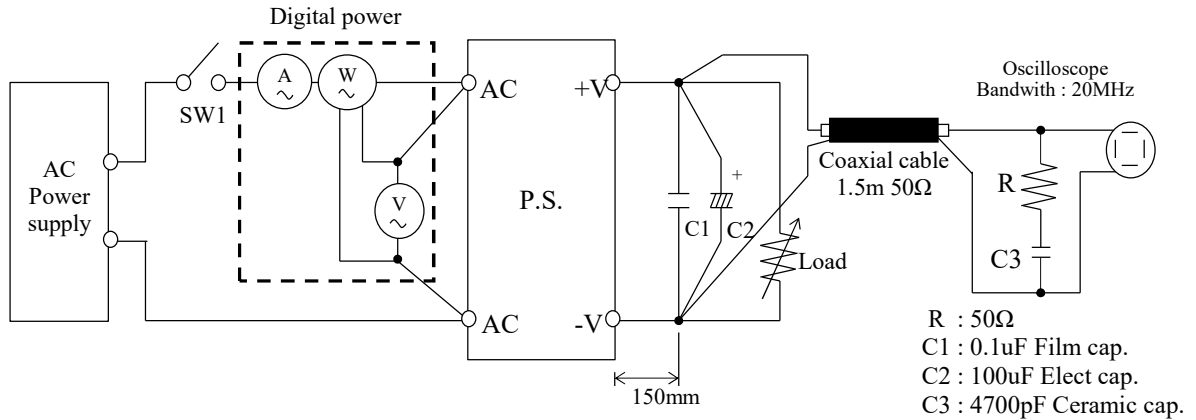 Digital power
A
W
SW1
AC
Power
supply
V
AC
AC
P.S.
+V
-V
C1
+
C2
Load
150mm
Coaxial cable
1.5m 50Ω
Oscilloscope
Bandwith : 20MHz
R
C3
R : 50Ω
C1 : 0.1uF Film cap.
C2 : 100uF Elect cap.
C3 : 4700pF Ceramic cap.